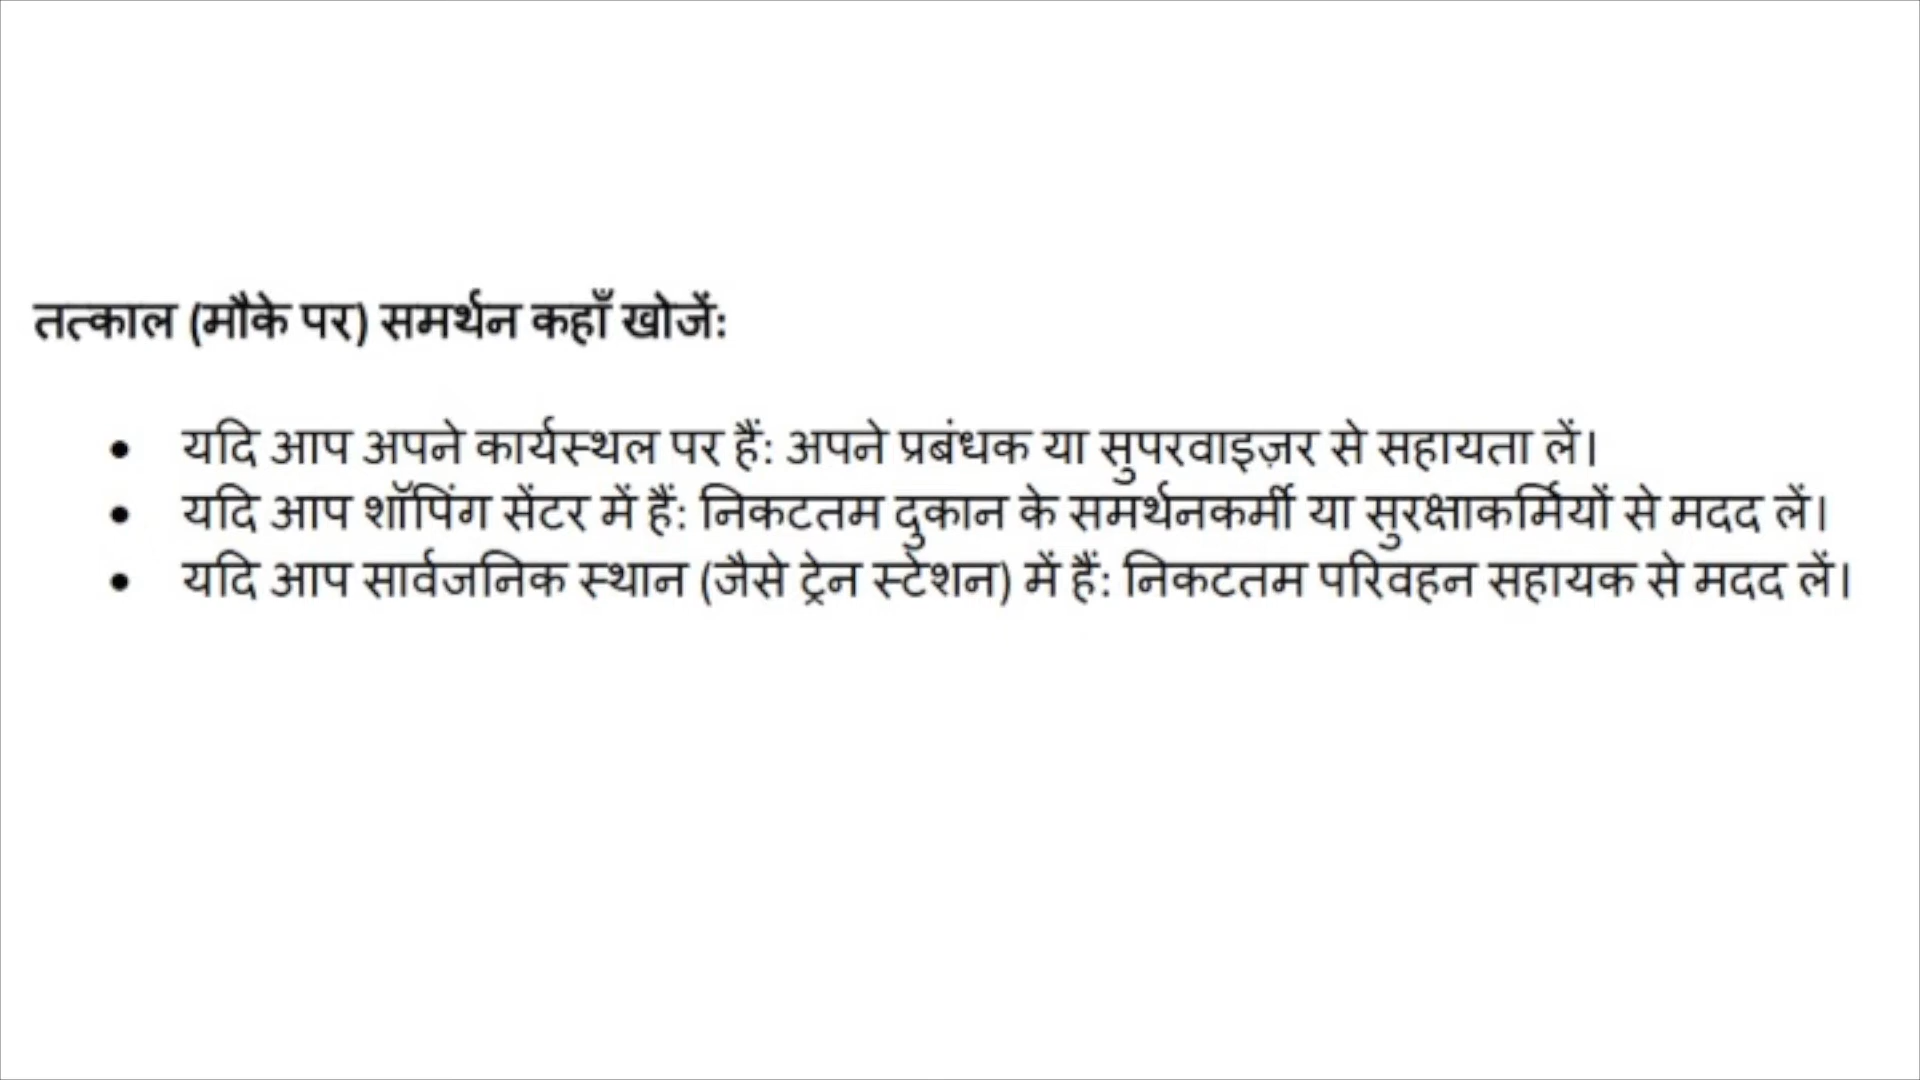 तत्काल (मौके पर) समर्थन कहाँ खोजें:
• यदि आप अपने कार्यस्थल पर हैं: अपने प्रबंधक या सुपरवाइज़र से सहायता लें।
• यदि आप शॉपिंग सेंटर में हैं: निकटतम दुकान के समर्थनकर्मी या सुरक्षाकर्मियों से मदद लें।
• यदि आप सार्वजनिक स्थान (जैसे ट्रेन स्टेशन) में हैं: निकटतम परिवहन सहायक से मदद लें।